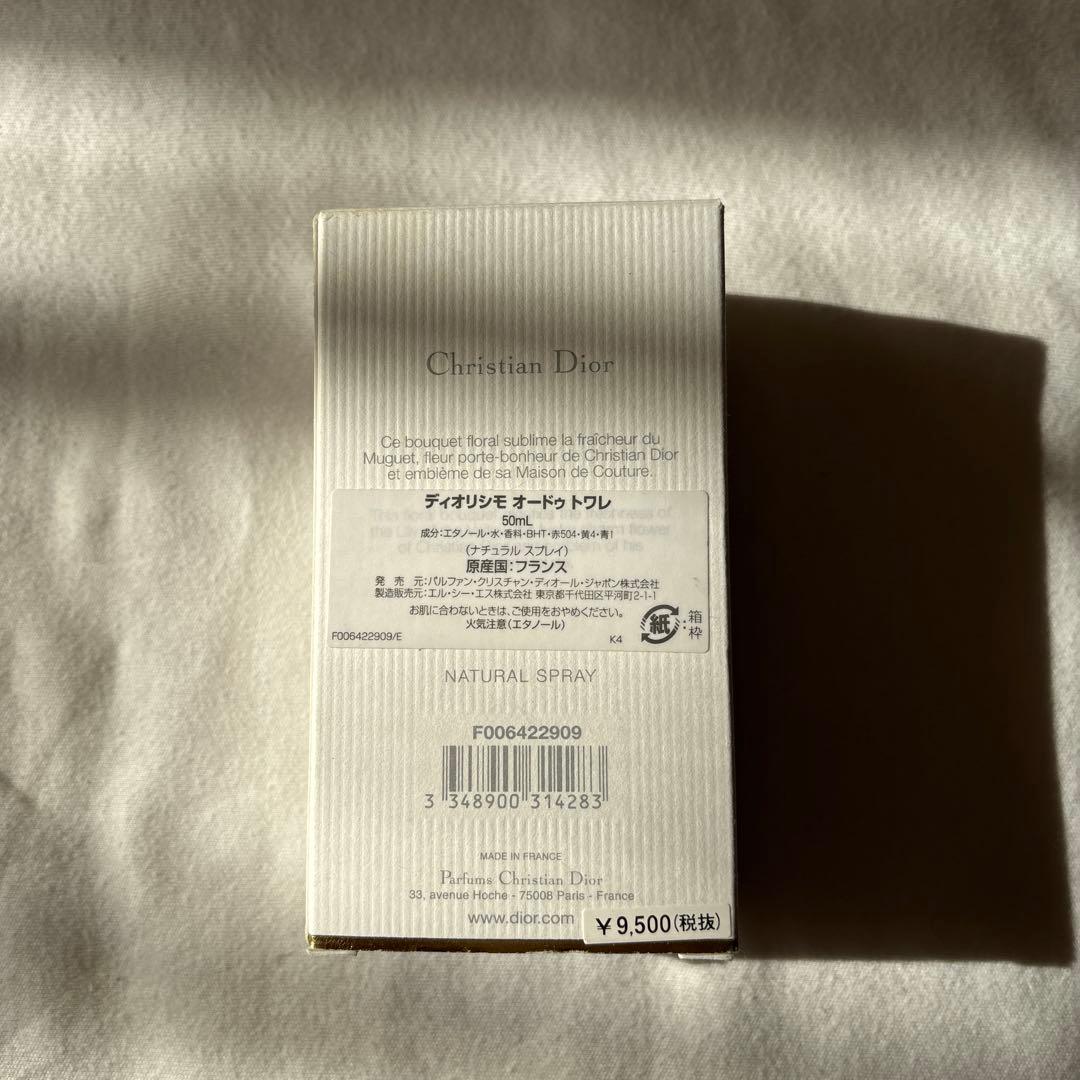 Christian Dior
Ce bouquet floral sublime la fraîcheur du
Muguet, fleur porte-bonheur de Christian Dior
et emblème de sa Maison de Couture.
ディオリシモ オードゥ トワレ
50mL
成分:エタノール・水・香料・BHT・赤504・黄4・青1
(ナチュラル スプレイ)
原産国:フランス
発 売 元:パルファン・クリスチャン・ディオール・ジャポン株式会社
製造販売元:エル・シー・エス株式会社 東京都千代田区平河町2-1-1
お肌に合わないときは、ご使用をおやめください。
火気注意(エタノール)
紙:箱
枠
F006422909/E
K4
NATURAL SPRAY
F006422909
3 348900 314283
MADE IN FRANCE
Parfums Christian Dior
33, avenue Hoche - 75008 Paris - France
www.dior.com
¥9,500(税抜)